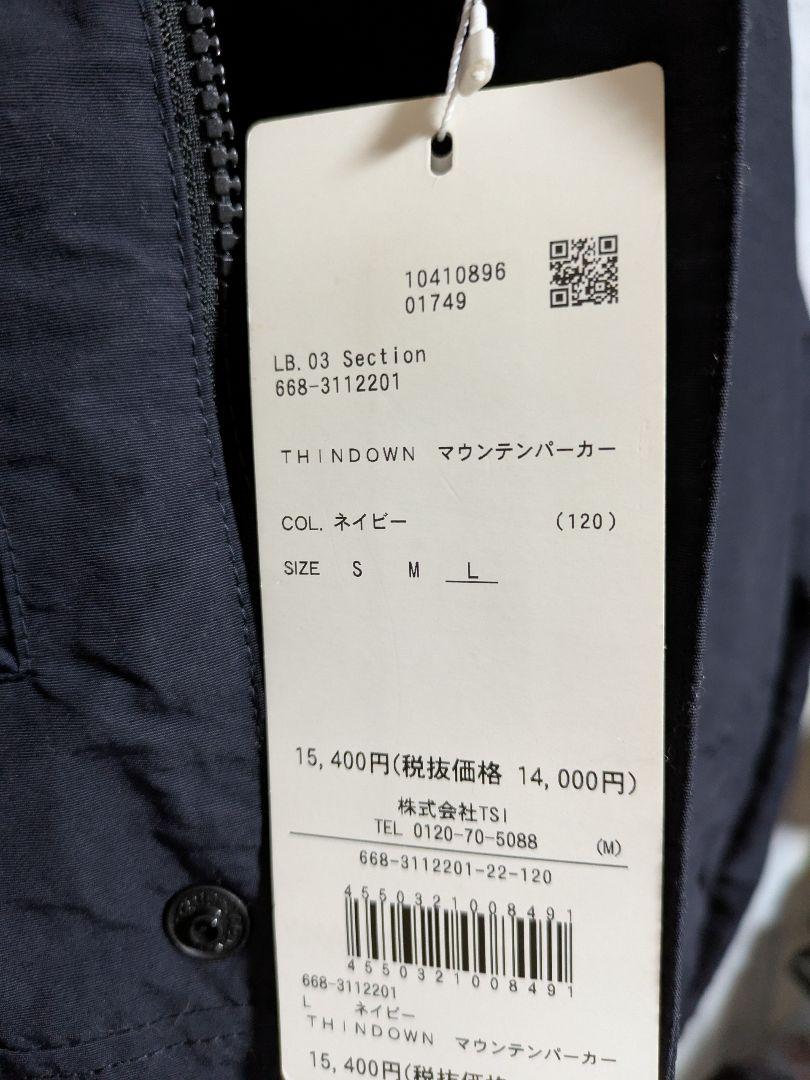 10410896
01749
LB.03 Section
668-3112201
THINDOWN マウンテンパーカー
COL. ネイビー (120)
SIZE S M L
15,400円(税抜価格 14,000円)
株式会社TSI
TEL 0120-70-5088 (M)
668-3112201-22-120
4550321008491
4550321008491
668-3112201
L ネイビー
THINDOWN マウンテンパーカー
15,400円(税抜価格